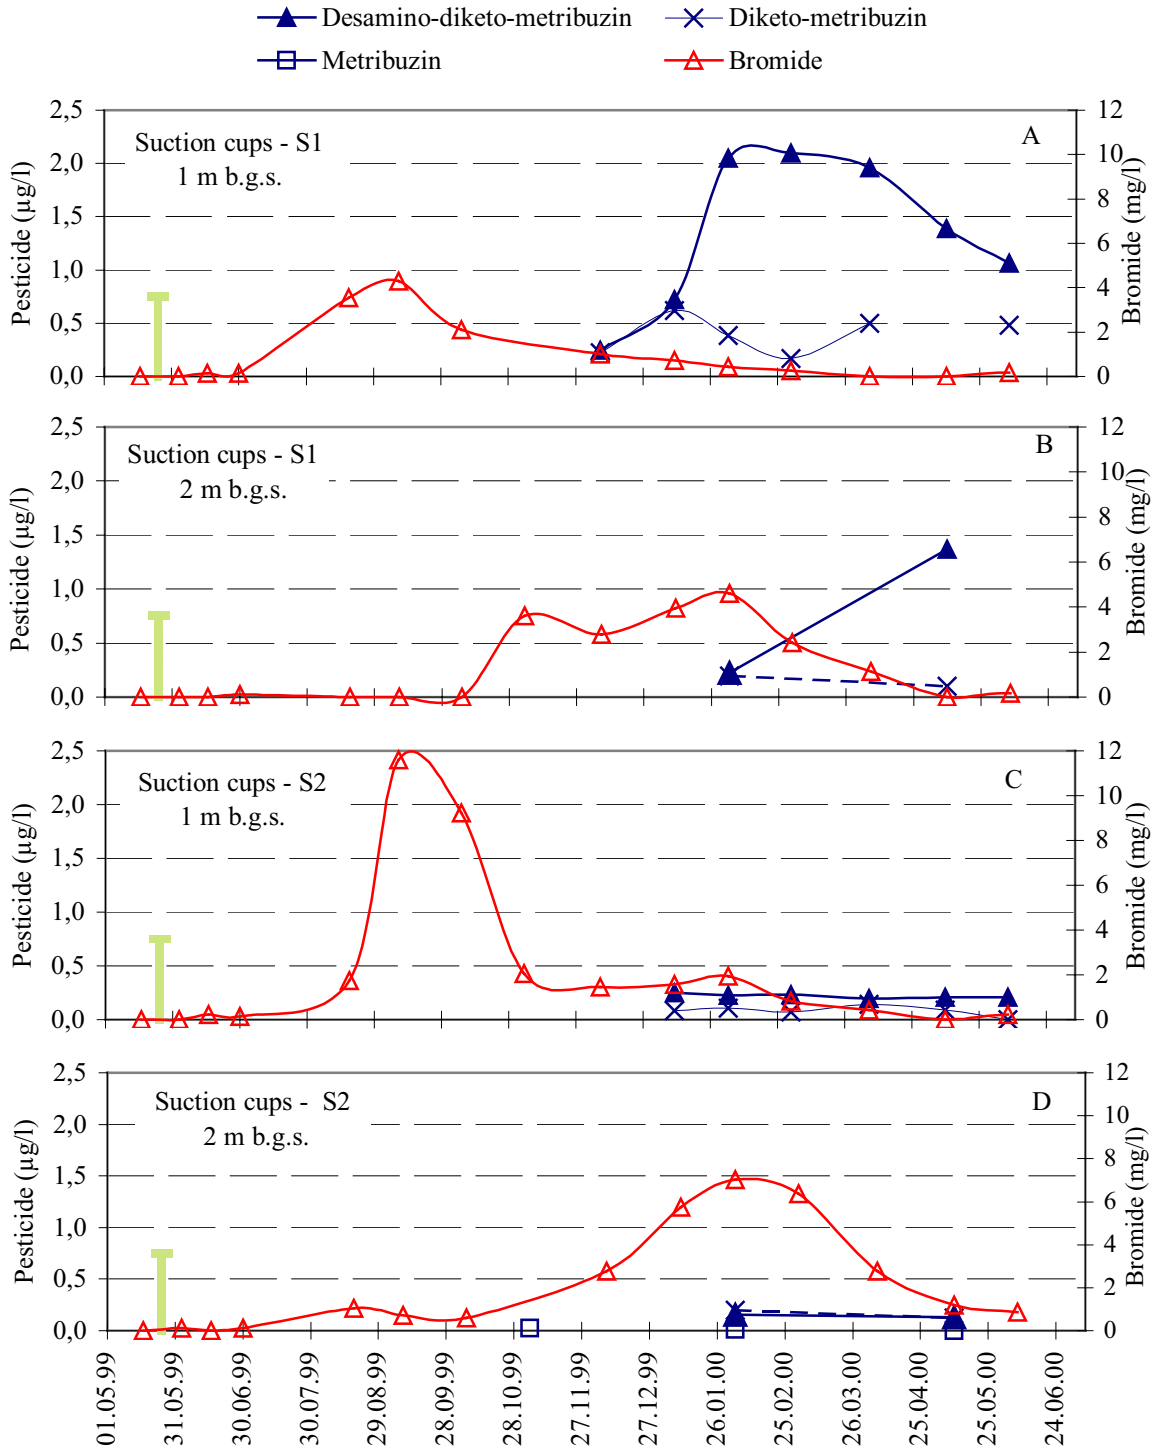 Desamino-diketo-metribuzin Diketo-metribuzin
Metribuzin Bromide
2,5 12
Suction cups - S1 A
1 m b.g.s.
2,0 10
1,5 8
1,0 6
0,5 4
2
0,0 0
Pesticide (µg/l)
Bromide (mg/l)
2,5 12
Suction cups - S1 B
2 m b.g.s.
2,0 10
1,5 8
1,0 6
0,5 4
2
0,0 0
Pesticide (µg/l)
Bromide (mg/l)
2,5 12
Suction cups - S2 C
1 m b.g.s.
2,0 10
1,5 8
1,0 6
0,5 4
2
0,0 0
Pesticide (µg/l)
Bromide (mg/l)
2,5 12
Suction cups - S2 D
2 m b.g.s.
2,0 10
1,5 8
1,0 6
0,5 4
2
0,0 0
Pesticide (µg/l)
Bromide (mg/l)
01.05.99
31.05.99
30.06.99
30.07.99
29.08.99
28.09.99
28.10.99
27.11.99
27.12.99
26.01.00
25.02.00
26.03.00
25.04.00
25.05.00
24.06.00